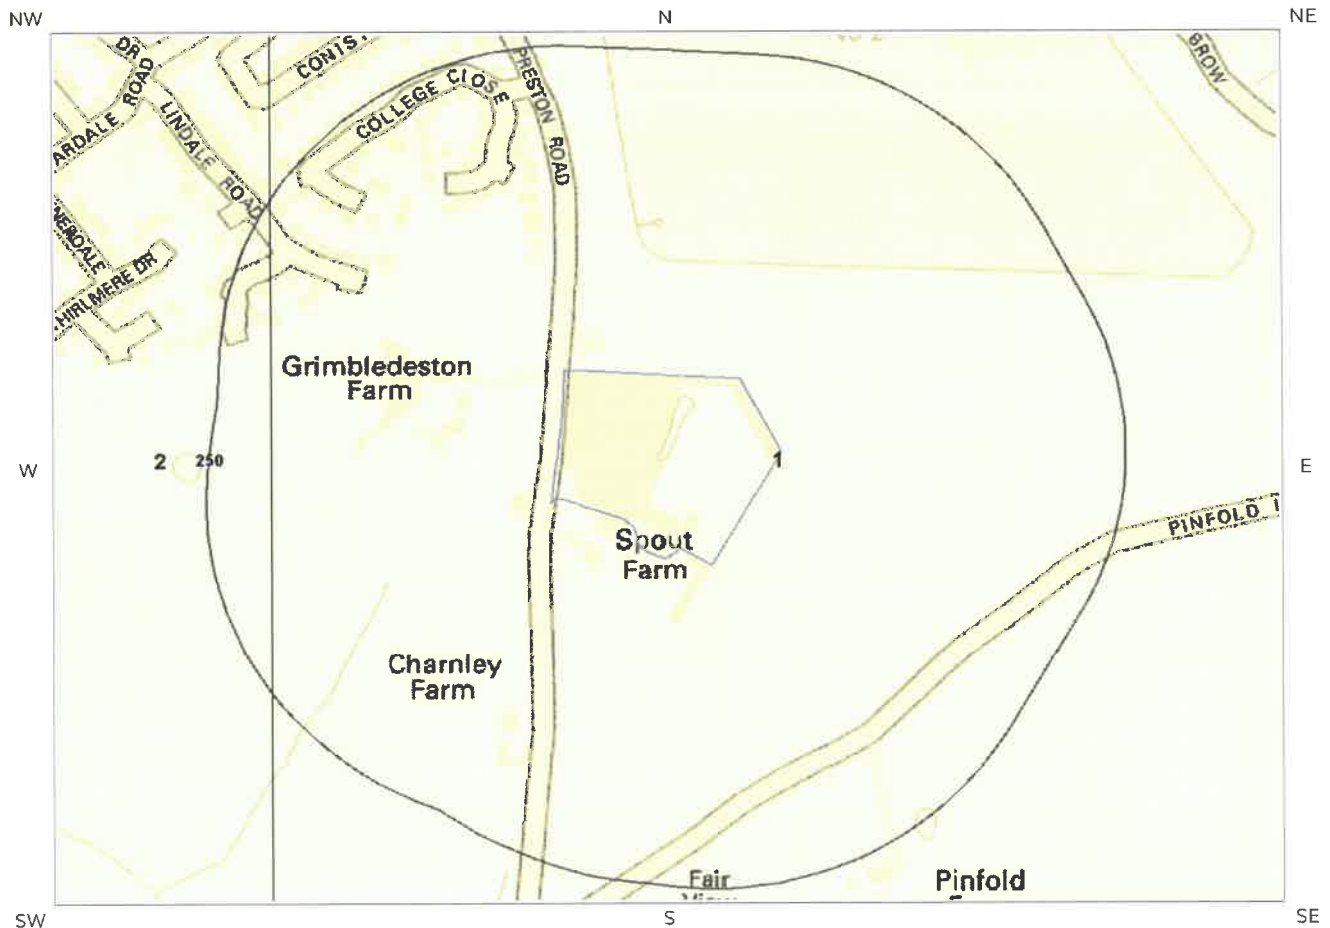 NW
N
NE
DR
CONIS
PRESTON ROAD
BROW
ARDALE ROAD
LINDALE ROAD
COLLEGE CLOSE
NERDALE
HIRLMERE DR
Grimbledeston
Farm
W
2
250
1
E
PINFOLD
Spout
Farm
Charnley
Farm
Fair
Pinfold
SW
S
SE